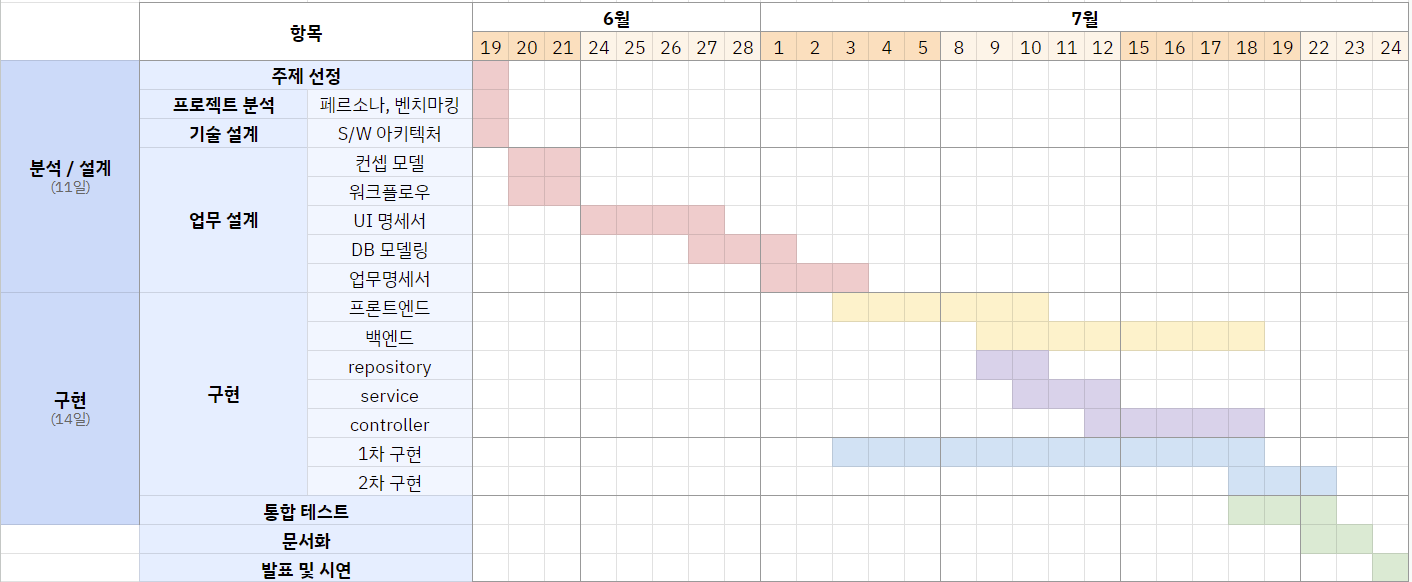 항목
6월
7월
19 20 21 24 25 26 27 28 1 2 3 4 5 8 9 10 11 12 15 16 17 18 19 22 23 24
분석 / 설계
(11일)
주제 선정
프로젝트 분석 페르소나, 벤치마킹
기술 설계 S/W 아키텍처
업무 설계
컨셉 모델
워크플로우
UI 명세서
DB 모델링
업무명세서
구현
(14일)
구현
프론트엔드
백엔드
repository
service
controller
1차 구현
2차 구현
통합 테스트
문서화
발표 및 시연